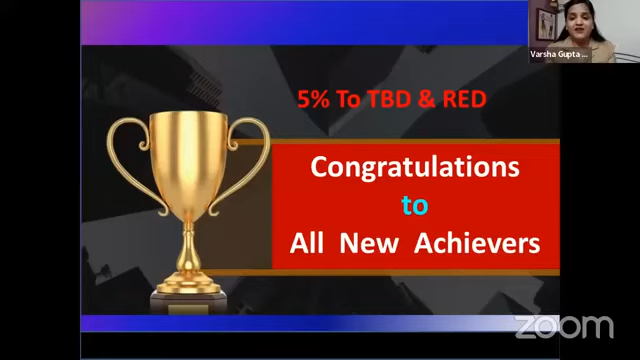 Varsha Gupta ...
5% To TBD & RED
Congratulations
to
All New Achievers
zoom